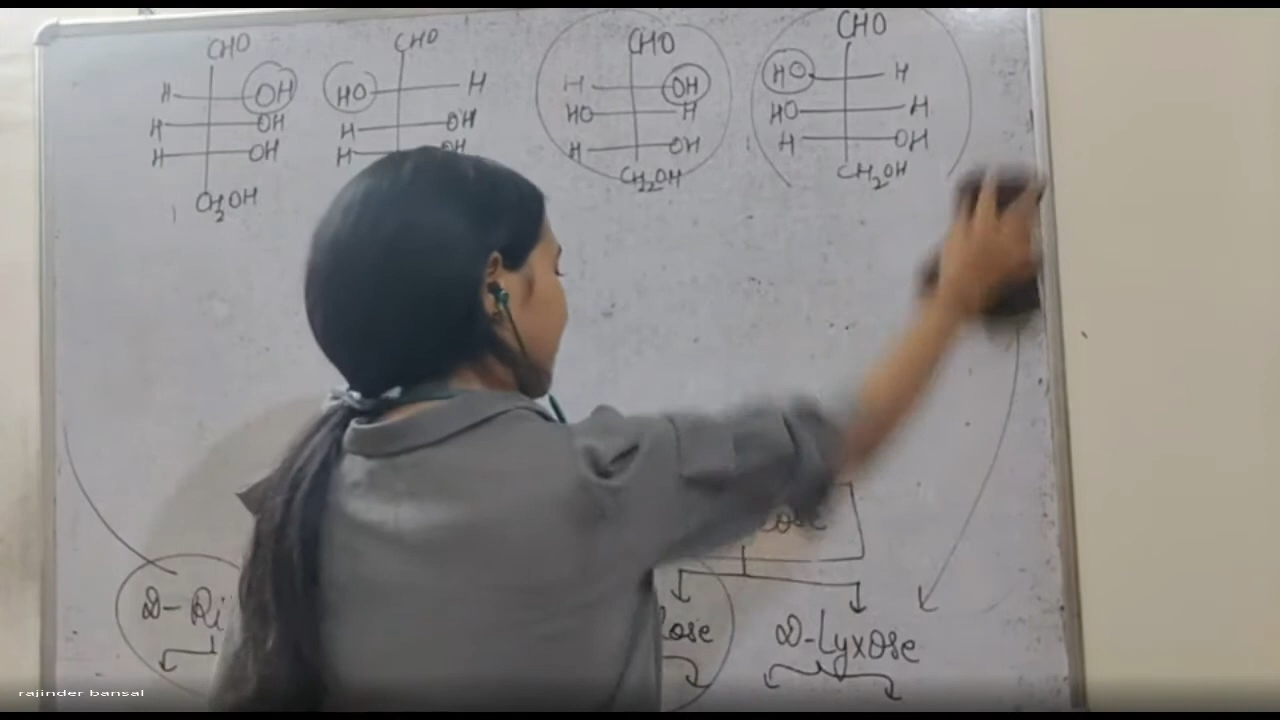 CHO CHO CHO CHO
H OH HO H H OH HO H
H OH H OH HO H HO H
H OH H OH H OH H OH
CH2OH CH2OH CH2OH
D-Ri
D-Lyxose
rajinder bansal